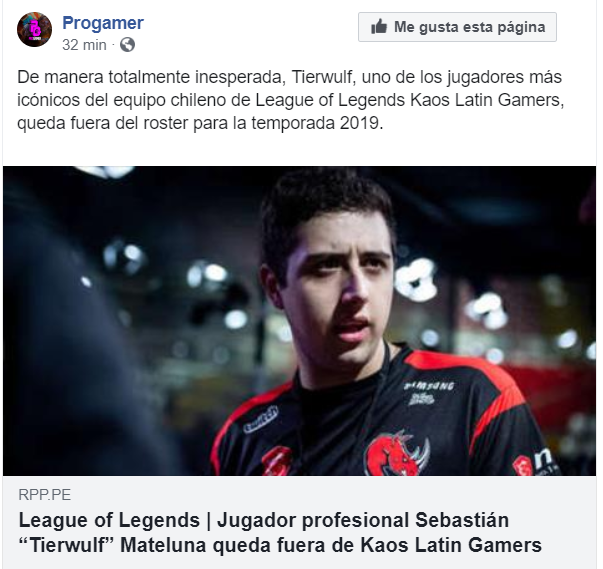 Progamer
Me gusta esta página
32 min ·
De manera totalmente inesperada, Tierwulf, uno de los jugadores más
icónicos del equipo chileno de League of Legends Kaos Latin Gamers,
queda fuera del roster para la temporada 2019.
twitch
RPP.PE
League of Legends | Jugador profesional Sebastián
“Tierwulf” Mateluna queda fuera de Kaos Latin Gamers